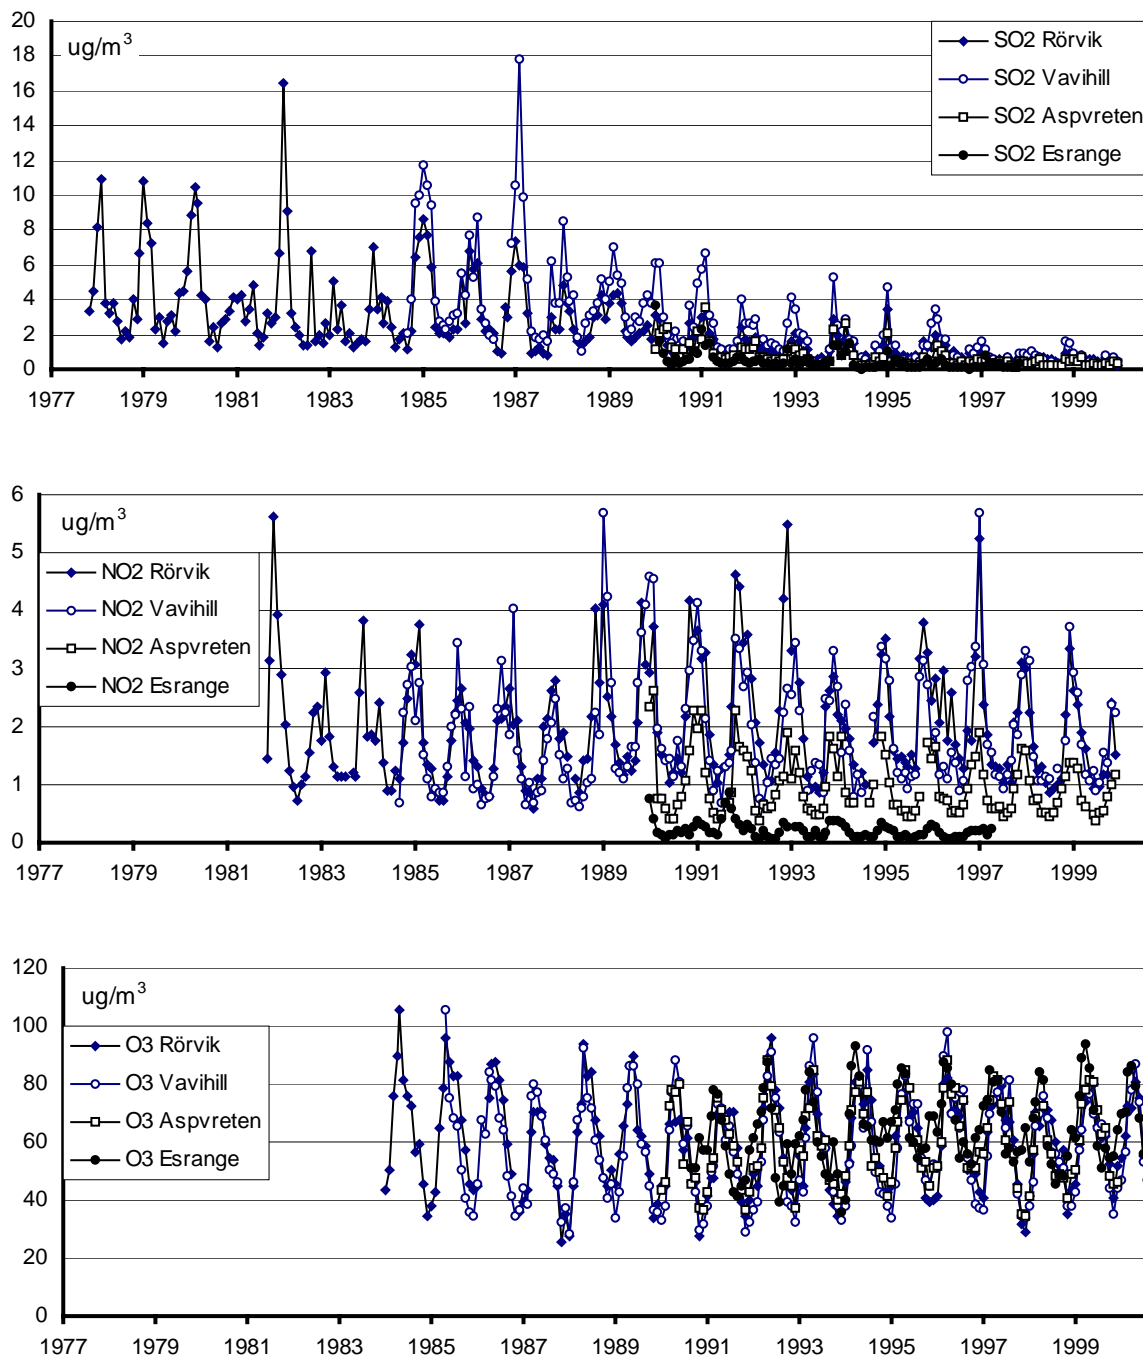 20
18
16
14
12
10
8
6
4
2
0
ug/m³
SO2 Rörvik
SO2 Vavihill
SO2 Aspvreten
SO2 Esrange
1977 1979 1981 1983 1985 1987 1989 1991 1993 1995 1997 1999
6
5
4
3
2
1
0
ug/m³
NO2 Rörvik
NO2 Vavihill
NO2 Aspvreten
NO2 Esrange
1977 1979 1981 1983 1985 1987 1989 1991 1993 1995 1997 1999
120
100
80
60
40
20
0
ug/m³
O3 Rörvik
O3 Vavihill
O3 Aspvreten
O3 Esrange
1977 1979 1981 1983 1985 1987 1989 1991 1993 1995 1997 1999